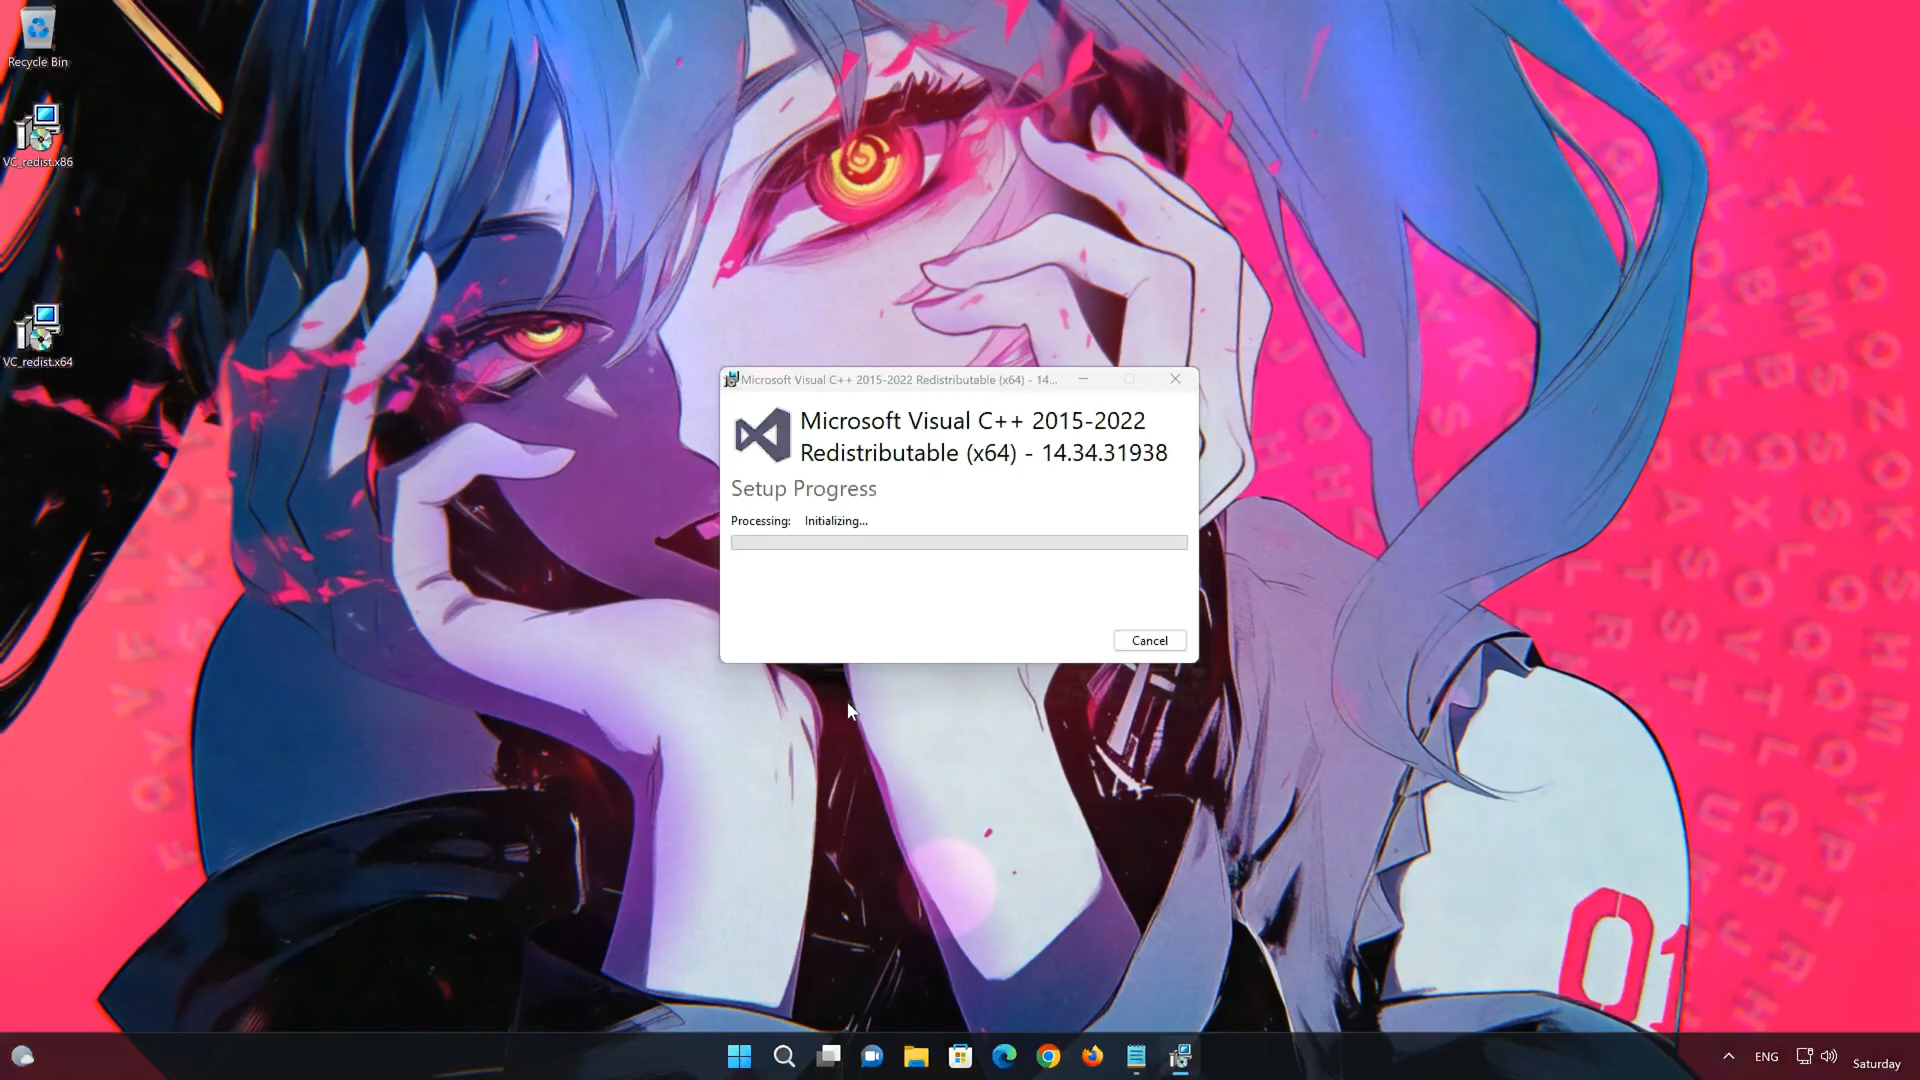 Recycle Bin
VC_redist.x86
VC_redist.x64
Microsoft Visual C++ 2015-2022 Redistributable (x64) - 14...
Microsoft Visual C++ 2015-2022
Redistributable (x64) - 14.34.31938
Setup Progress
Processing: Initializing...
Cancel
01
ENG
Saturday